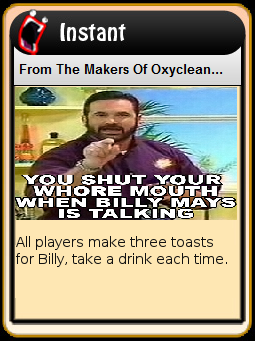 Instant
From The Makers Of Oxyclean...
YOU SHUT YOUR
WHORE MOUTH
WHEN BILLY MAYS
IS TALKING
All players make three toasts
for Billy, take a drink each time.